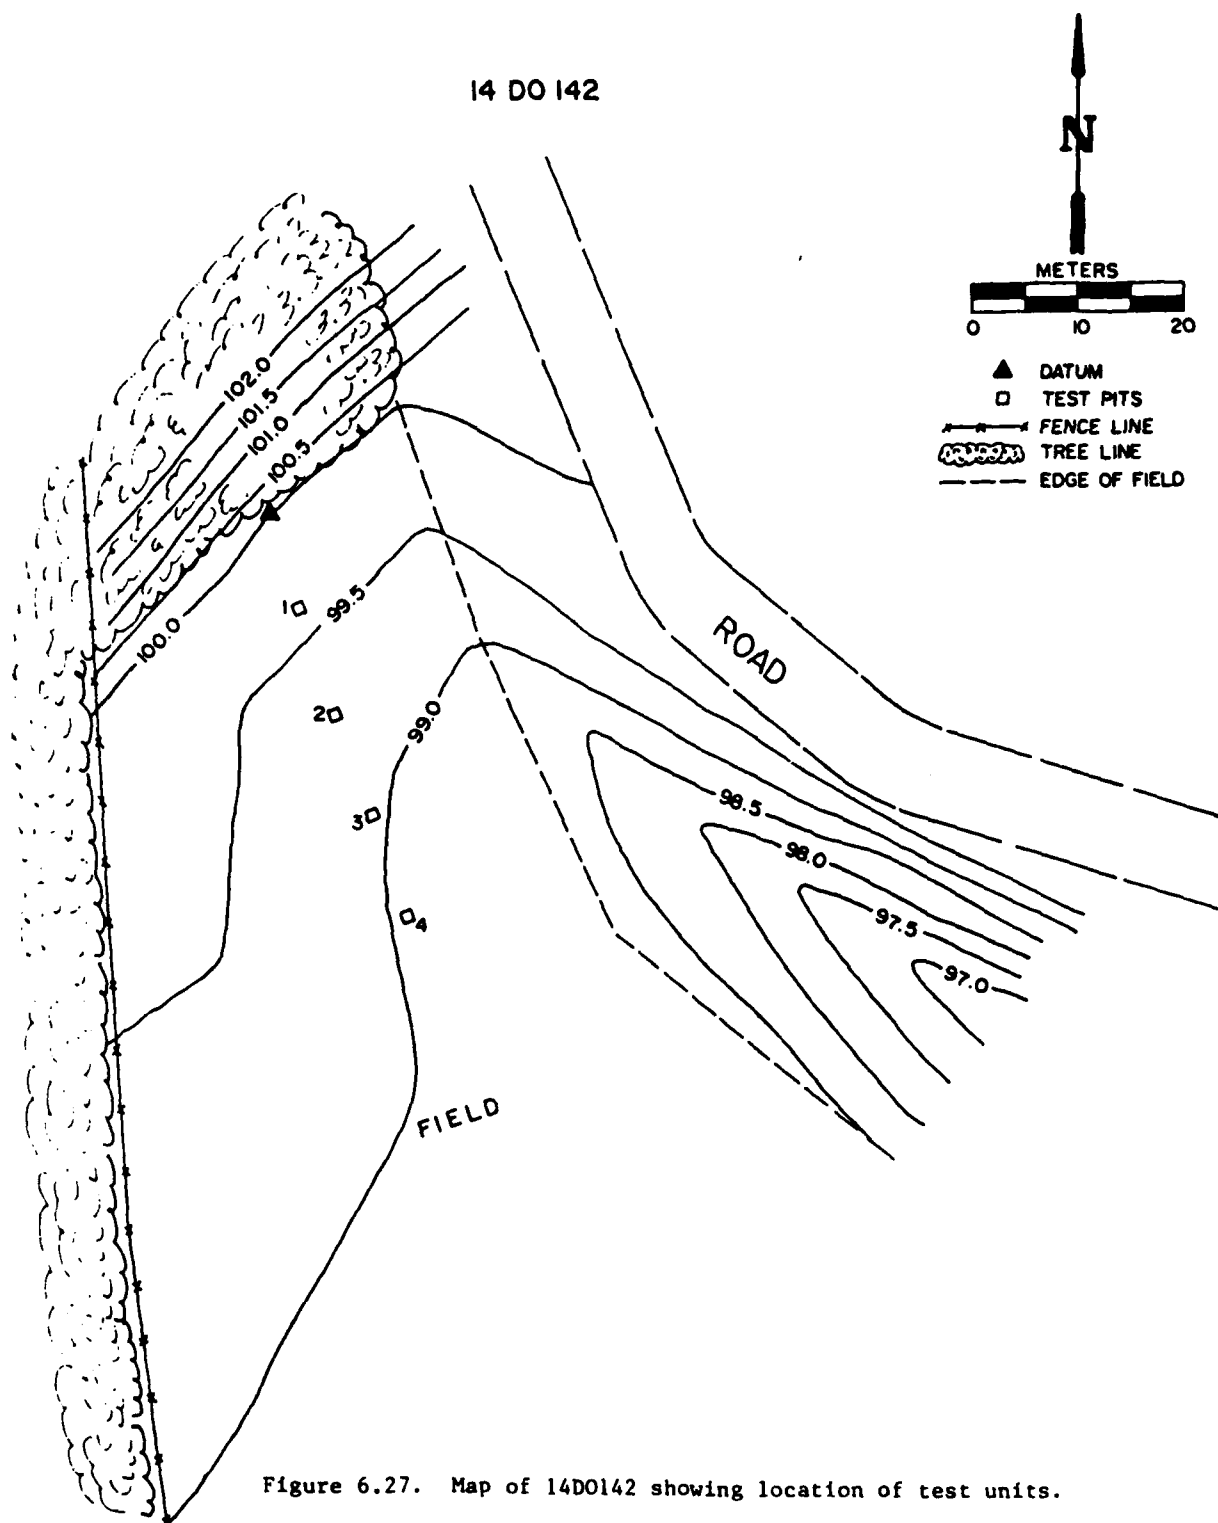 14 DO 142
N
METERS
0 10 20
DATUM
TEST PITS
FENCE LINE
TREE LINE
EDGE OF FIELD
102.0
101.5
101.0
100.5
100.0
99.5
99.0
1
2
3
4
ROAD
98.5
98.0
97.5
97.0
FIELD
Figure 6.27. Map of 14DO142 showing location of test units.